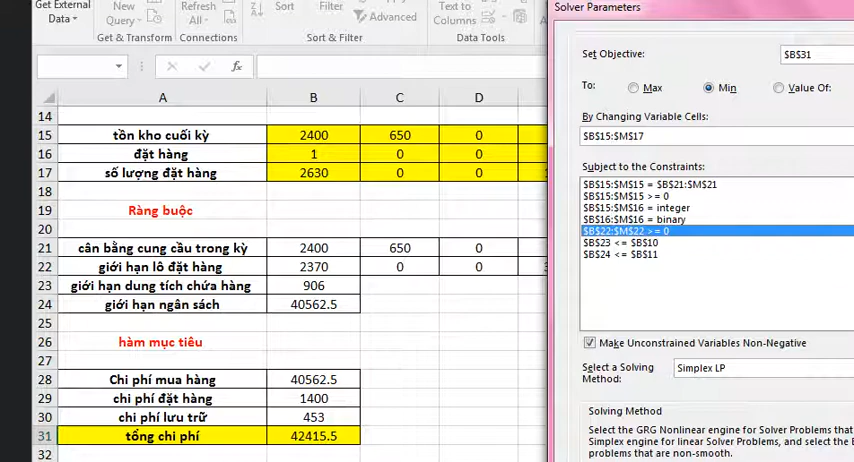 Solver Parameters
Get External
Data
New
Query
Refresh
All
Sort
Filter
Advanced
Text to
Columns
Get & Transform
Connections
Sort & Filter
Data Tools
fx
A B C D
14
15 tồn kho cuối kỳ 2400 650 0
16 đặt hàng 1 0 0
17 số lượng đặt hàng 2630 0 0
18
19 Ràng buộc
20
21 cân bằng cung cầu trong kỳ 2400 650 0
22 giới hạn lô đặt hàng 2370 0 0
23 giới hạn dung tích chứa hàng 906
24 giới hạn ngân sách 40562.5
25
26 hàm mục tiêu
27
28 Chi phí mua hàng 40562.5
29 chi phí đặt hàng 1400
30 chi phí lưu trữ 453
31 tổng chi phí 42415.5
32
Set Objective: $B$31
To: Max Min Value Of:
By Changing Variable Cells:
$B$15:$M$17
Subject to the Constraints:
$B$15:$M$15 = $B$21:$M$21
$B$15:$M$15 >= 0
$B$15:$M$16 = integer
$B$16:$M$16 = binary
$B$22:$M$22 >= 0
$B$23 <= $B$10
$B$24 <= $B$11
Make Unconstrained Variables Non-Negative
Select a Solving
Method:
Simplex LP
Solving Method
Select the GRG Nonlinear engine for Solver Problems that
Simplex engine for linear Solver Problems, and select the E
problems that are non-smooth.